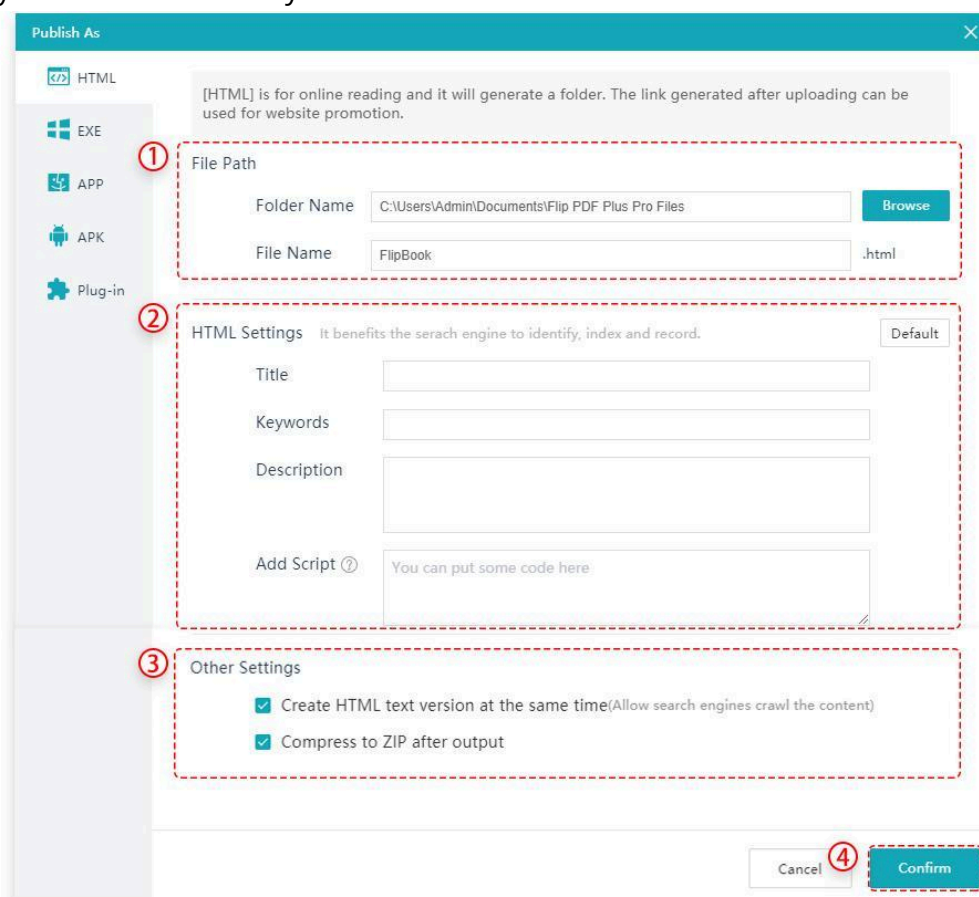 Publish As
HTML
EXE
APP
APK
Plug-in
[HTML] is for online reading and it will generate a folder. The link generated after uploading can be
used for website promotion.
①
File Path
Folder Name C:\Users\Admin\Documents\Flip PDF Plus Pro Files Browse
File Name FlipBook .html
②
HTML Settings It benefits the serach engine to identify, index and record. Default
Title
Keywords
Description
Add Script ? You can put some code here
③
Other Settings
Create HTML text version at the same time(Allow search engines crawl the content)
Compress to ZIP after output
Cancel ④ Confirm